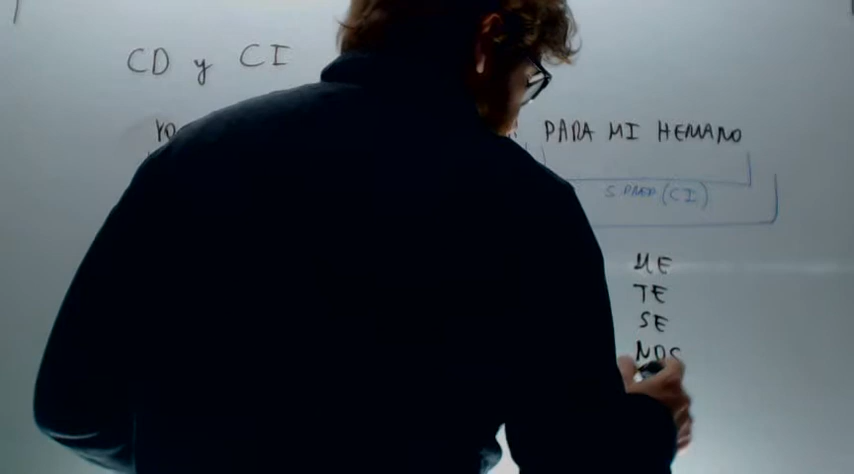 CD y CI
YO PARA MI HEMANO
S. PREP (CI)
ME
TE
SE
NOS